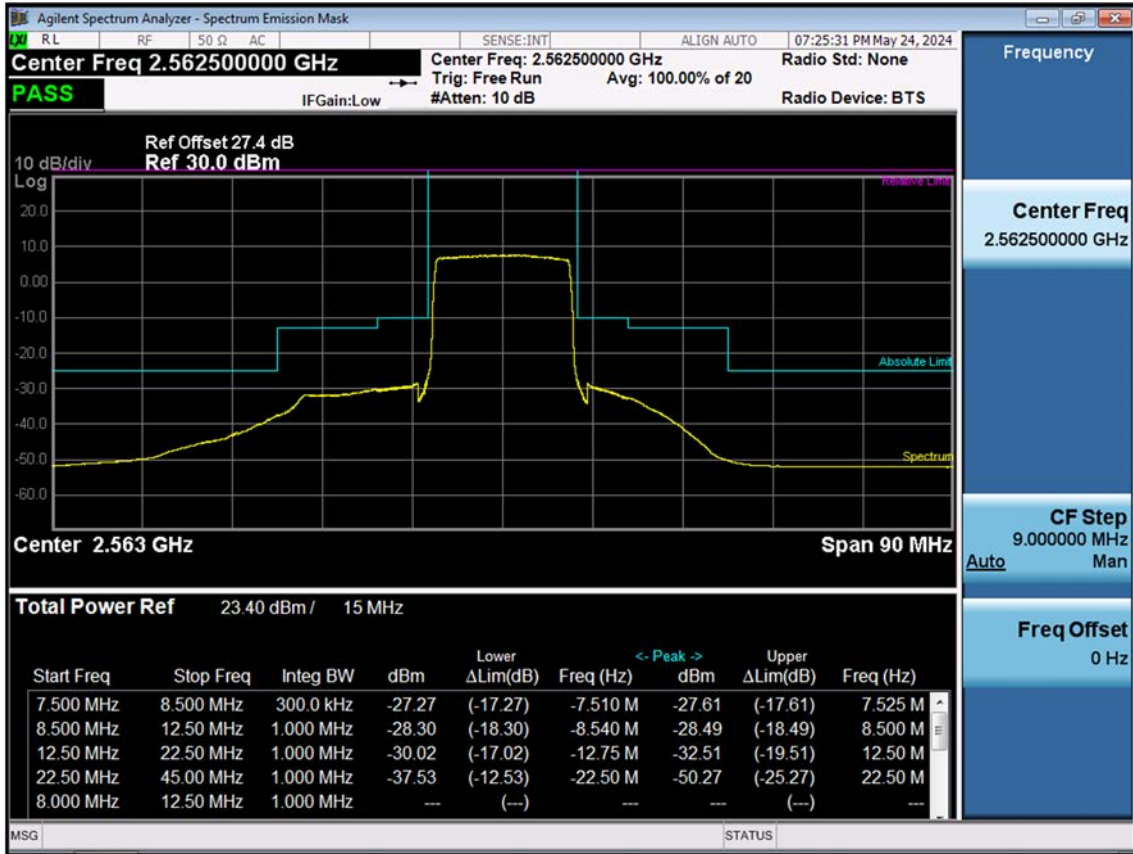 Agilent Spectrum Analyzer - Spectrum Emission Mask
LXI RL RF 50 Ω AC SENSE:INT ALIGN AUTO 07:25:31 PM May 24, 2024
Center Freq 2.562500000 GHz
PASS
IFGain:Low
Center Freq: 2.562500000 GHz
Trig: Free Run Avg: 100.00% of 20
#Atten: 10 dB
Radio Std: None
Radio Device: BTS
Ref Offset 27.4 dB
10 dB/div Ref 30.0 dBm
Log
Relative Limit
20.0
10.0
0.00
-10.0
-20.0
Absolute Limit
-30.0
-40.0
-50.0
Spectrum
-60.0
Center 2.563 GHz Span 90 MHz
Total Power Ref 23.40 dBm / 15 MHz
Lower <- Peak -> Upper
Start Freq Stop Freq Integ BW dBm ΔLim(dB) Freq (Hz) dBm ΔLim(dB) Freq (Hz)
7.500 MHz 8.500 MHz 300.0 kHz -27.27 (-17.27) -7.510 M -27.61 (-17.61) 7.525 M
8.500 MHz 12.50 MHz 1.000 MHz -28.30 (-18.30) -8.540 M -28.49 (-18.49) 8.500 M
12.50 MHz 22.50 MHz 1.000 MHz -30.02 (-17.02) -12.75 M -32.51 (-19.51) 12.50 M
22.50 MHz 45.00 MHz 1.000 MHz -37.53 (-12.53) -22.50 M -50.27 (-25.27) 22.50 M
8.000 MHz 12.50 MHz 1.000 MHz --- (---) --- --- (---) ---
MSG STATUS
Frequency
Center Freq
2.562500000 GHz
CF Step
9.000000 MHz
Auto Man
Freq Offset
0 Hz